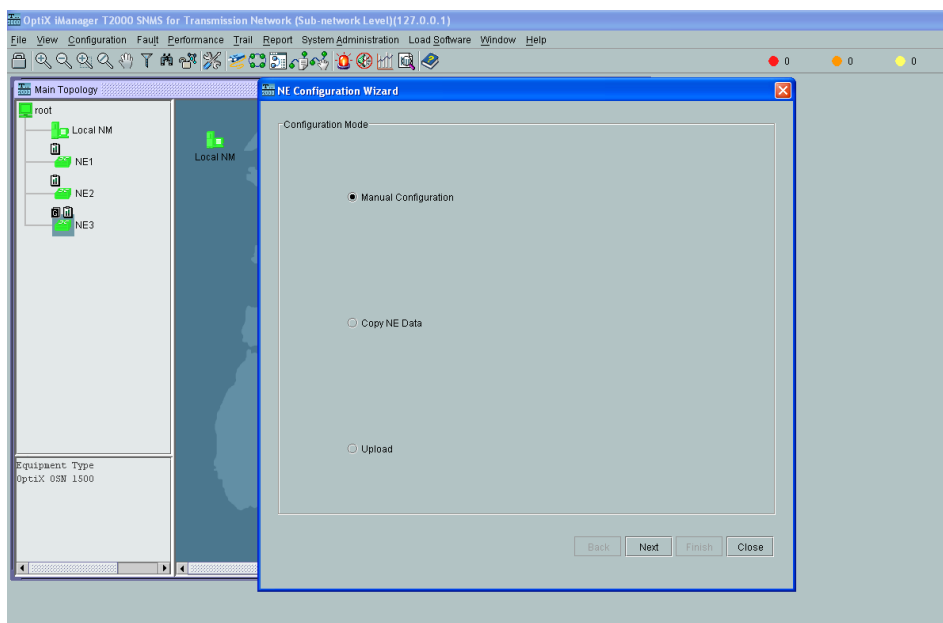 OptiX iManager T2000 SNMS for Transmission Network (Sub-network Level)(127.0.0.1)
File View Configuration Fault Performance Trail Report System Administration Load Software Window Help
0 0 0
Main Topology
NE Configuration Wizard
root
Local NM
NE1
NE2
NE3
Local NM
Configuration Mode
Manual Configuration
Copy NE Data
Upload
Equipment Type
OptiX OSN 1500
Back Next Finish Close